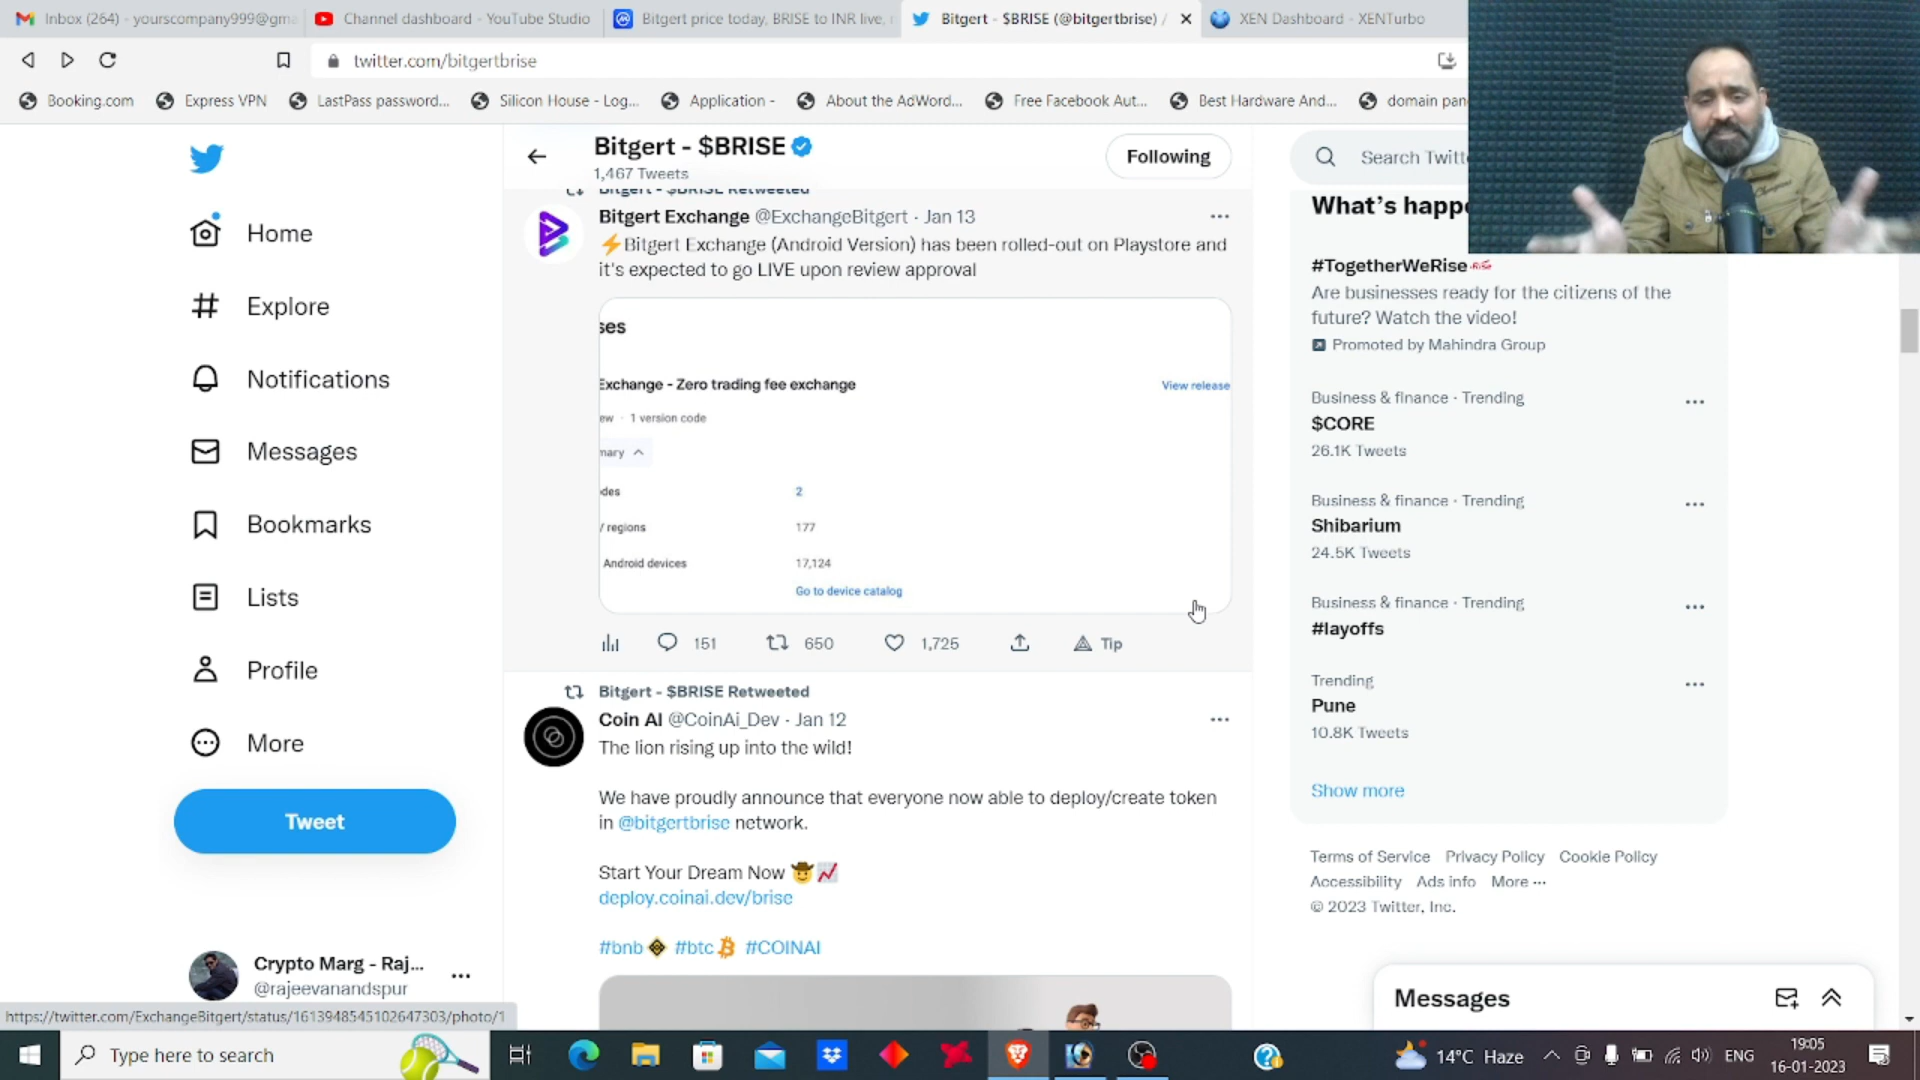 Inbox (264) - yourscompany999@gma
Channel dashboard - YouTube Studio
Bitgert price today, BRISE to INR live,
Bitgert - $BRISE (@bitgertbrise) /
XEN Dashboard - XENTurbo
twitter.com/bitgertbrise
Booking.com
Express VPN
LastPass password...
Silicon House - Log...
Application -
About the AdWord...
Free Facebook Aut...
Best Hardware And...
domain pan
Home
Explore
Notifications
Messages
Bookmarks
Lists
Profile
More
Tweet
Crypto Marg - Raj...
@rajeevanandspur
Bitgert - $BRISE
1,467 Tweets
Following
Bitgert - $BRISE Retweeted
Bitgert Exchange @ExchangeBitgert · Jan 13
⚡Bitgert Exchange (Android Version) has been rolled-out on Playstore and
it's expected to go LIVE upon review approval
ses
Exchange - Zero trading fee exchange
View release
ew · 1 version code
mary
des 2
/ regions 177
Android devices 17,124
Go to device catalog
151 650 1,725 Tip
Bitgert - $BRISE Retweeted
Coin AI @CoinAi_Dev · Jan 12
The lion rising up into the wild!
We have proudly announce that everyone now able to deploy/create token
in @bitgertbrise network.
Start Your Dream Now 🤠📈
deploy.coinai.dev/brise
#bnb #btc #COINAI
Search Twitt
What's happe
#TogetherWeRise
Are businesses ready for the citizens of the
future? Watch the video!
Promoted by Mahindra Group
Business & finance · Trending
$CORE
26.1K Tweets
Business & finance · Trending
Shibarium
24.5K Tweets
Business & finance · Trending
#layoffs
Trending
Pune
10.8K Tweets
Show more
Terms of Service Privacy Policy Cookie Policy
Accessibility Ads info More ···
© 2023 Twitter, Inc.
Messages
https://twitter.com/ExchangeBitgert/status/1613948545102647303/photo/1
Type here to search
14°C Haze
ENG
19:05
16-01-2023